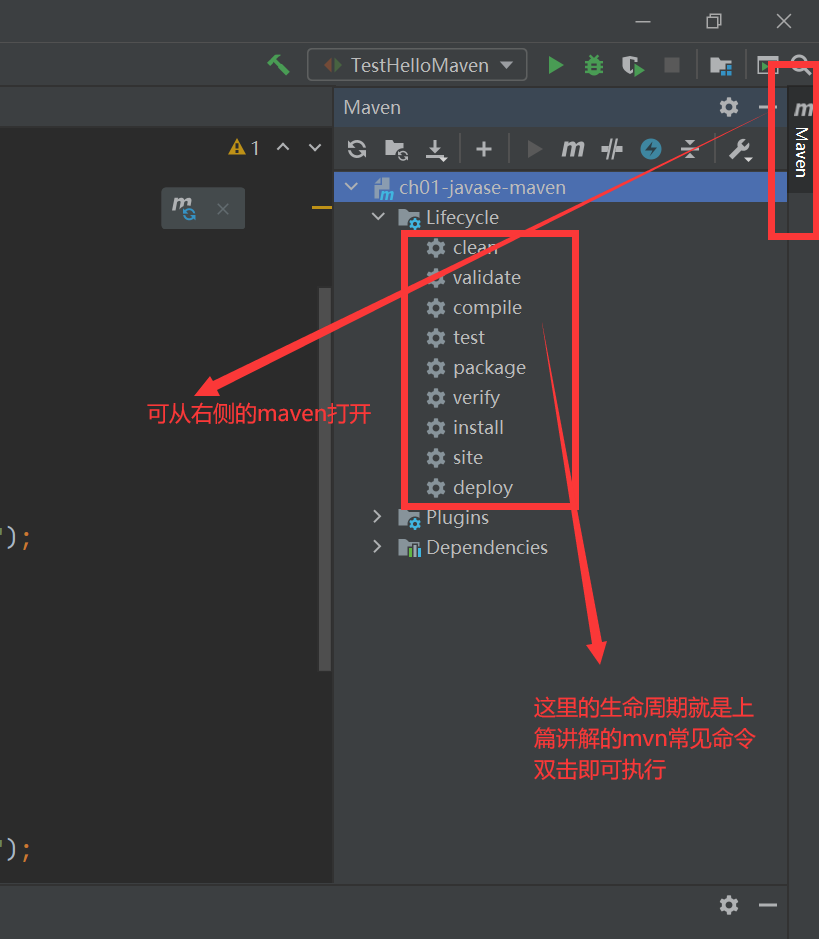 TestHelloMaven
Maven
m
Maven
1
m
m
ch01-javase-maven
Lifecycle
clean
validate
compile
test
package
verify
install
site
deploy
Plugins
Dependencies
可从右侧的maven打开
");
这里的生命周期就是上
篇讲解的mvn常见命令
双击即可执行
");